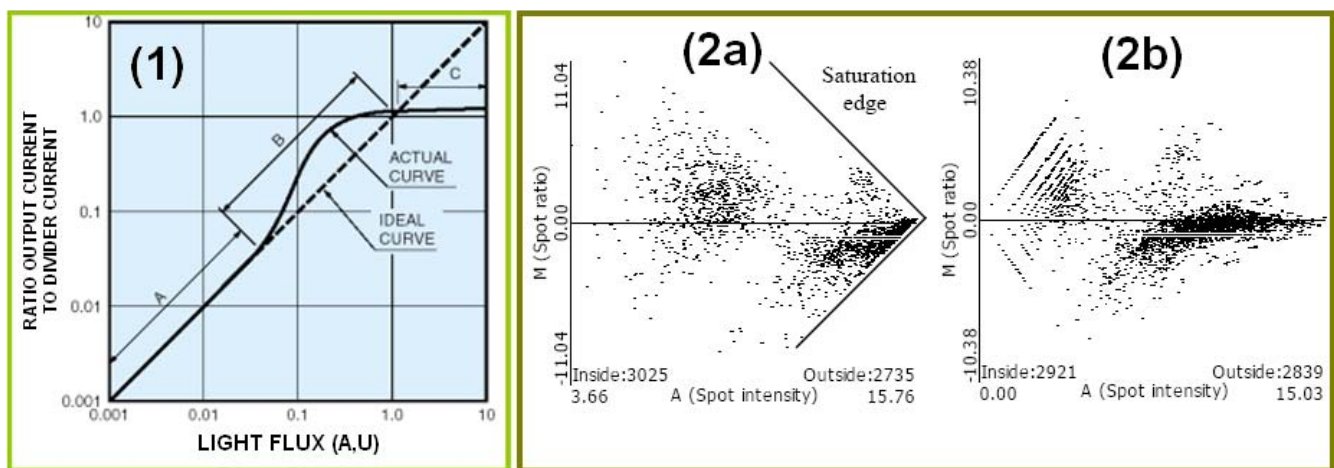 (1)
10
1.0
0.1
0.01
0.001
0.001
0.01
0.1
1.0
10
RATIO OUTPUT CURRENT
TO DIVIDER CURRENT
LIGHT FLUX (A,U)
A
B
C
ACTUAL
CURVE
IDEAL
CURVE
(2a)
Saturation
edge
11.04
0.00
-11.04
M (Spot ratio)
Inside:3025
Outside:2735
3.66
A (Spot intensity)
15.76
(2b)
10.38
0.00
-10.38
M (Spot ratio)
Inside:2921
Outside:2839
0.00
A (Spot intensity)
15.03